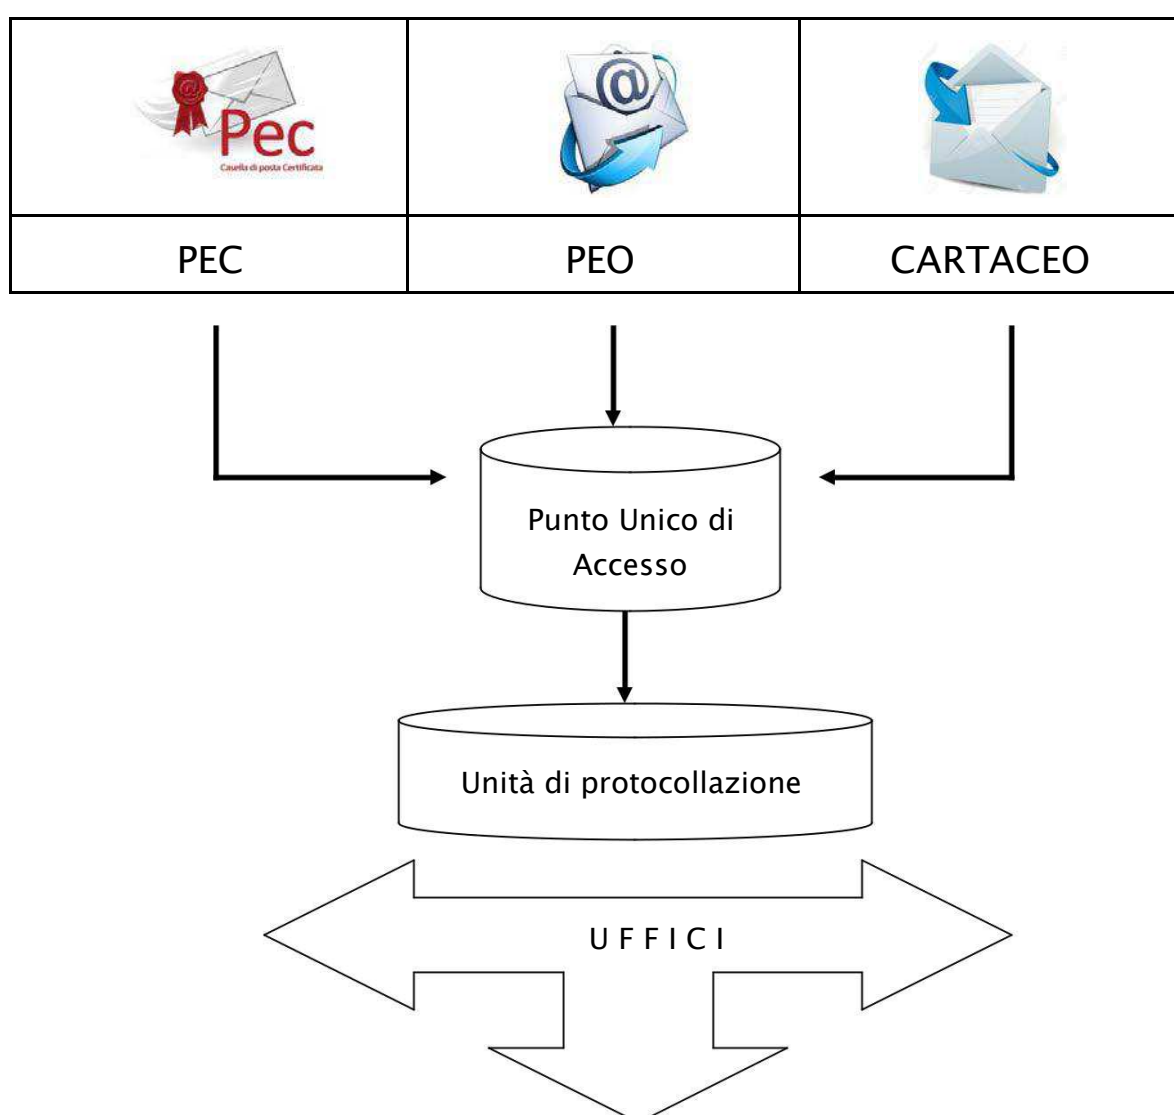 @
Pec
Casella di posta Certificata
@
PEC
PEO
CARTACEO
Punto Unico di
Accesso
Unità di protocollazione
U F F I C I